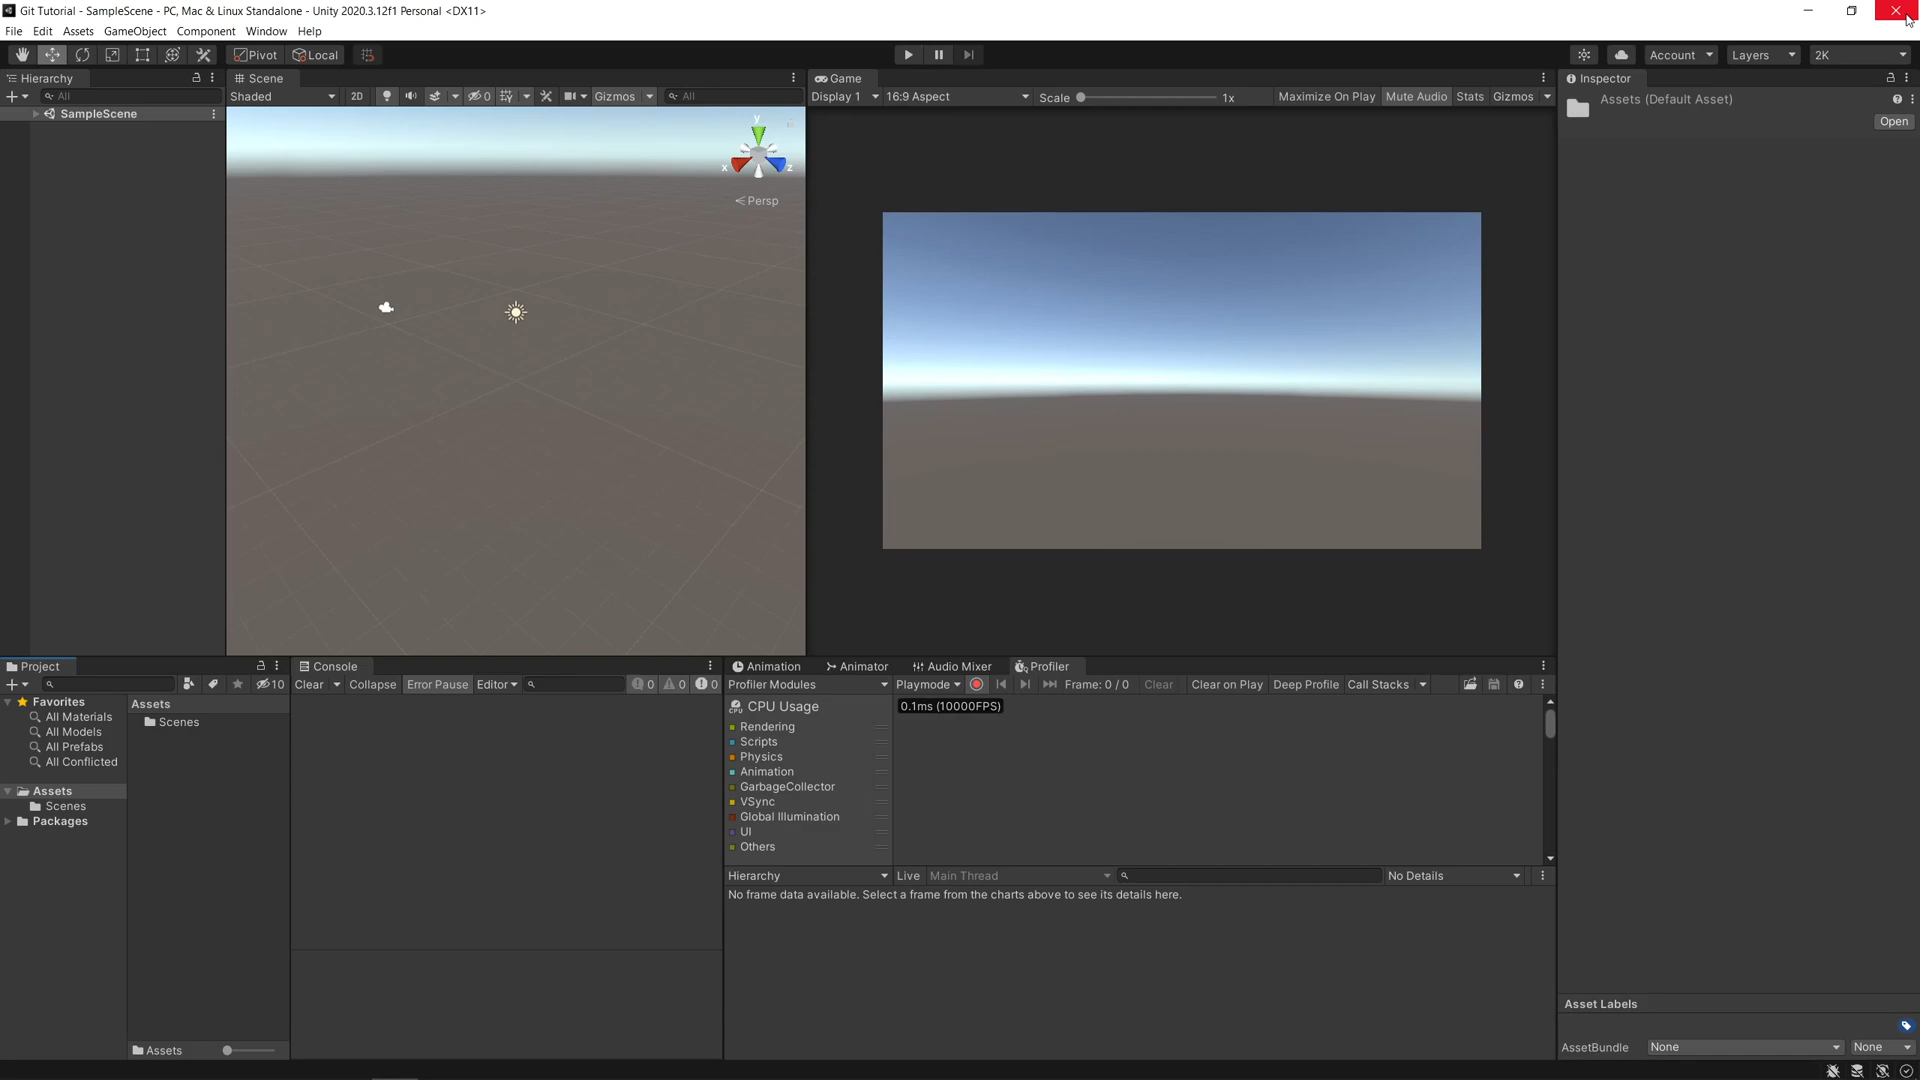 Git Tutorial - SampleScene - PC, Mac & Linux Standalone - Unity 2020.3.12f1 Personal <DX11>
File Edit Assets GameObject Component Window Help
Pivot Local Account Layers 2K
Hierarchy
All
SampleScene
Scene
Shaded 2D 0 Gizmos All
y
x z
Persp
Game
Display 1 16:9 Aspect Scale 1x Maximize On Play Mute Audio Stats Gizmos
Inspector
Assets (Default Asset)
Open
Project
10
Favorites
All Materials
All Models
All Prefabs
All Conflicted
Assets
Scenes
Packages
Assets
Scenes
Assets
Console
Clear Collapse Error Pause Editor 0 0 0
Animation Animator Audio Mixer Profiler
Profiler Modules Playmode Frame: 0 / 0 Clear Clear on Play Deep Profile Call Stacks
CPU Usage
CPU
0.1ms (10000FPS)
Rendering
Scripts
Physics
Animation
GarbageCollector
VSync
Global Illumination
UI
Others
Hierarchy Live Main Thread No Details
No frame data available. Select a frame from the charts above to see its details here.
Asset Labels
AssetBundle None None